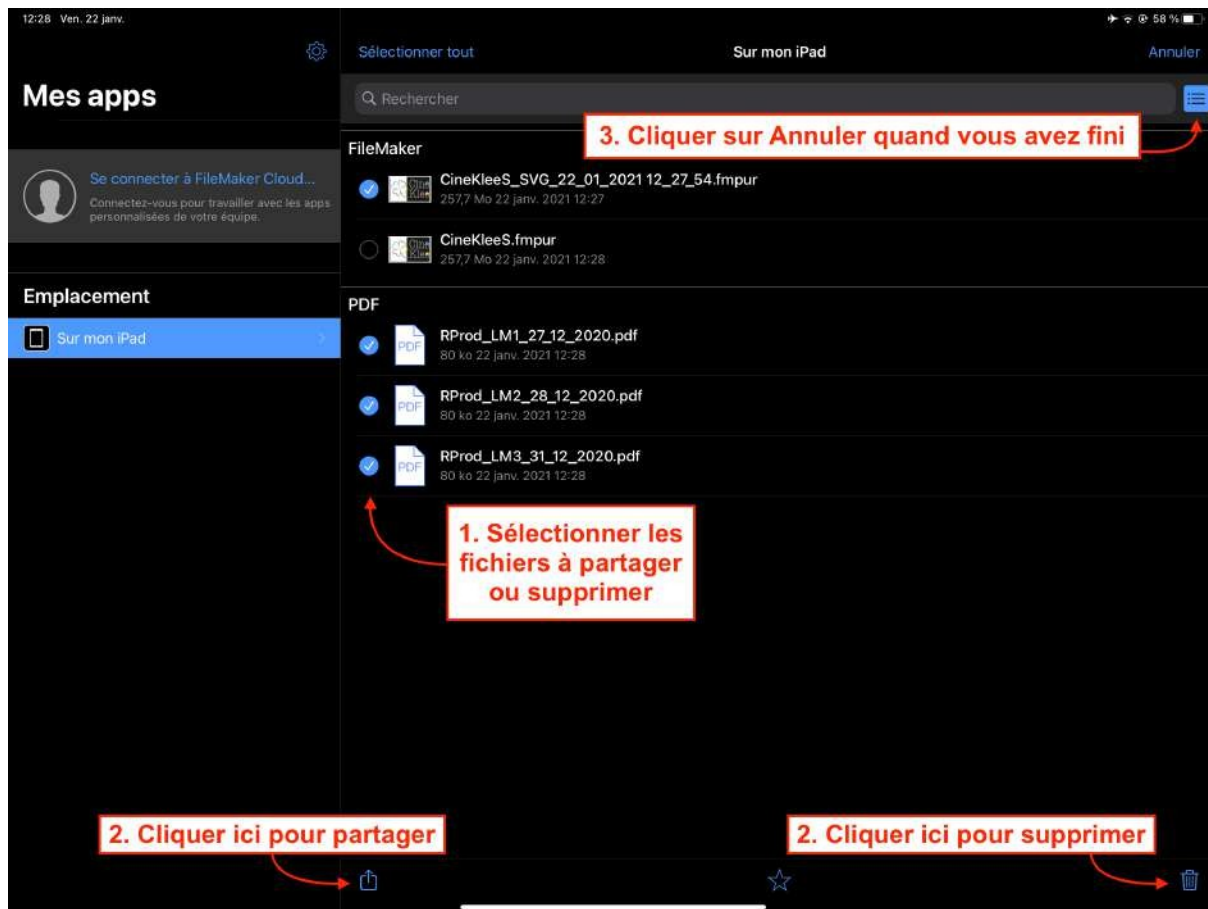 12:28 Ven. 22 janv.
58 %
Sélectionner tout
Sur mon iPad
Annuler
Mes apps
Rechercher
3. Cliquer sur Annuler quand vous avez fini
FileMaker
Se connecter à FileMaker Cloud...
Connectez-vous pour travailler avec les apps
personnalisées de votre équipe.
CineKleeS_SVG_22_01_2021 12_27_54.fmpur
257,7 Mo 22 janv. 2021 12:27
CineKleeS.fmpur
257,7 Mo 22 janv. 2021 12:28
Emplacement
Sur mon iPad
PDF
PDF
RProd_LM1_27_12_2020.pdf
80 ko 22 janv. 2021 12:28
PDF
RProd_LM2_28_12_2020.pdf
80 ko 22 janv. 2021 12:28
PDF
RProd_LM3_31_12_2020.pdf
80 ko 22 janv. 2021 12:28
1. Sélectionner les
fichiers à partager
ou supprimer
2. Cliquer ici pour partager
2. Cliquer ici pour supprimer